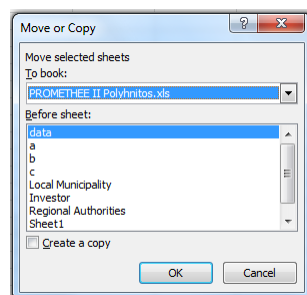 Move or Copy
Move selected sheets
To book:
PROMETHEE II Polyhnitos.xls
Before sheet:
data
a
b
c
Local Municipality
Investor
Regional Authorities
Sheet1
Create a copy
OK Cancel